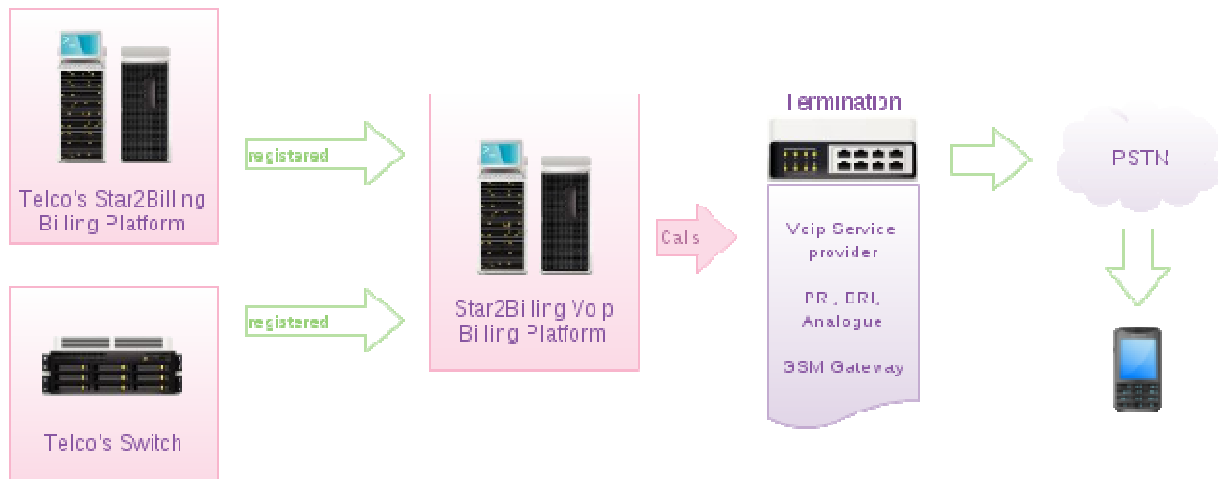 Telco's Star2Billing
Billing Platform
registered
Telco's Switch
registered
Star2Billing Voip
Billing Platform
Calls
Termination
Voip Service
provider
PRI, BRI,
Analogue
GSM Gateway
PSTN